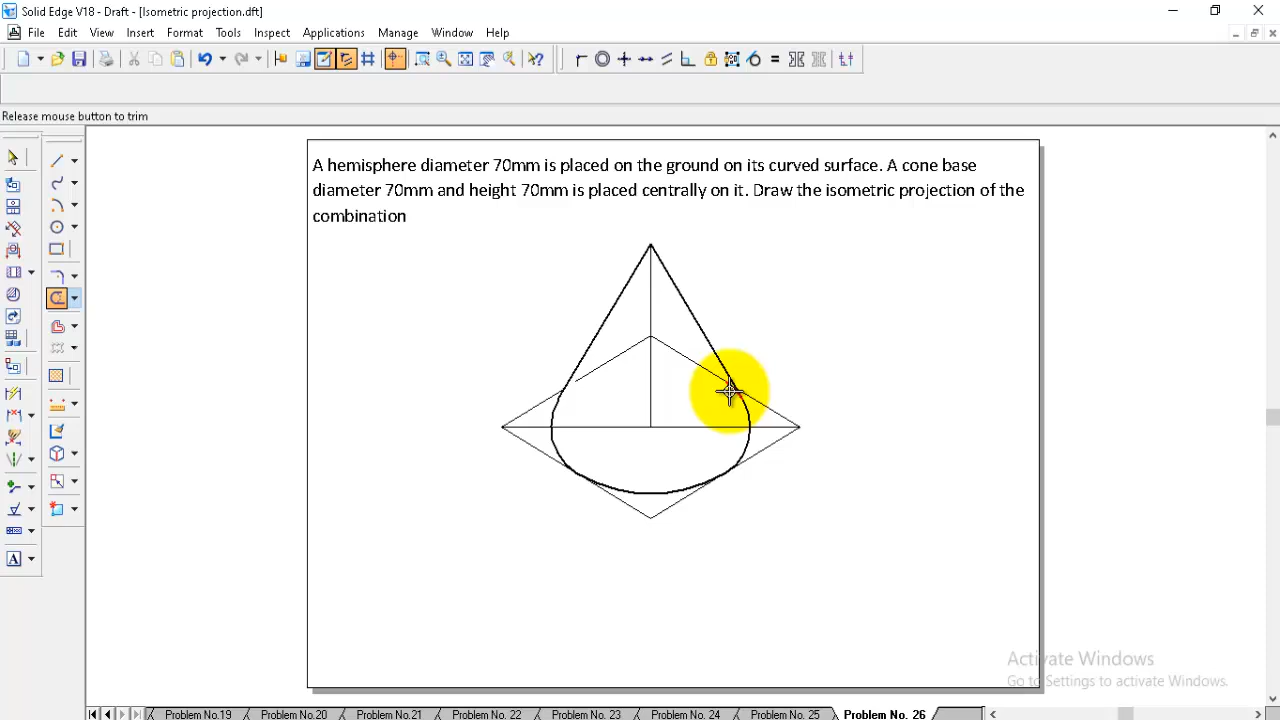 Solid Edge V18 - Draft - [Isometric projection.dft]
File Edit View Insert Format Tools Inspect Applications Manage Window Help
Release mouse button to trim
A hemisphere diameter 70mm is placed on the ground on its curved surface. A cone base
diameter 70mm and height 70mm is placed centrally on it. Draw the isometric projection of the
combination
Activate Windows
Go to Settings to activate Windows.
Problem No.19 Problem No.20 Problem No.21 Problem No. 22 Problem No. 23 Problem No. 24 Problem No. 25 Problem No. 26